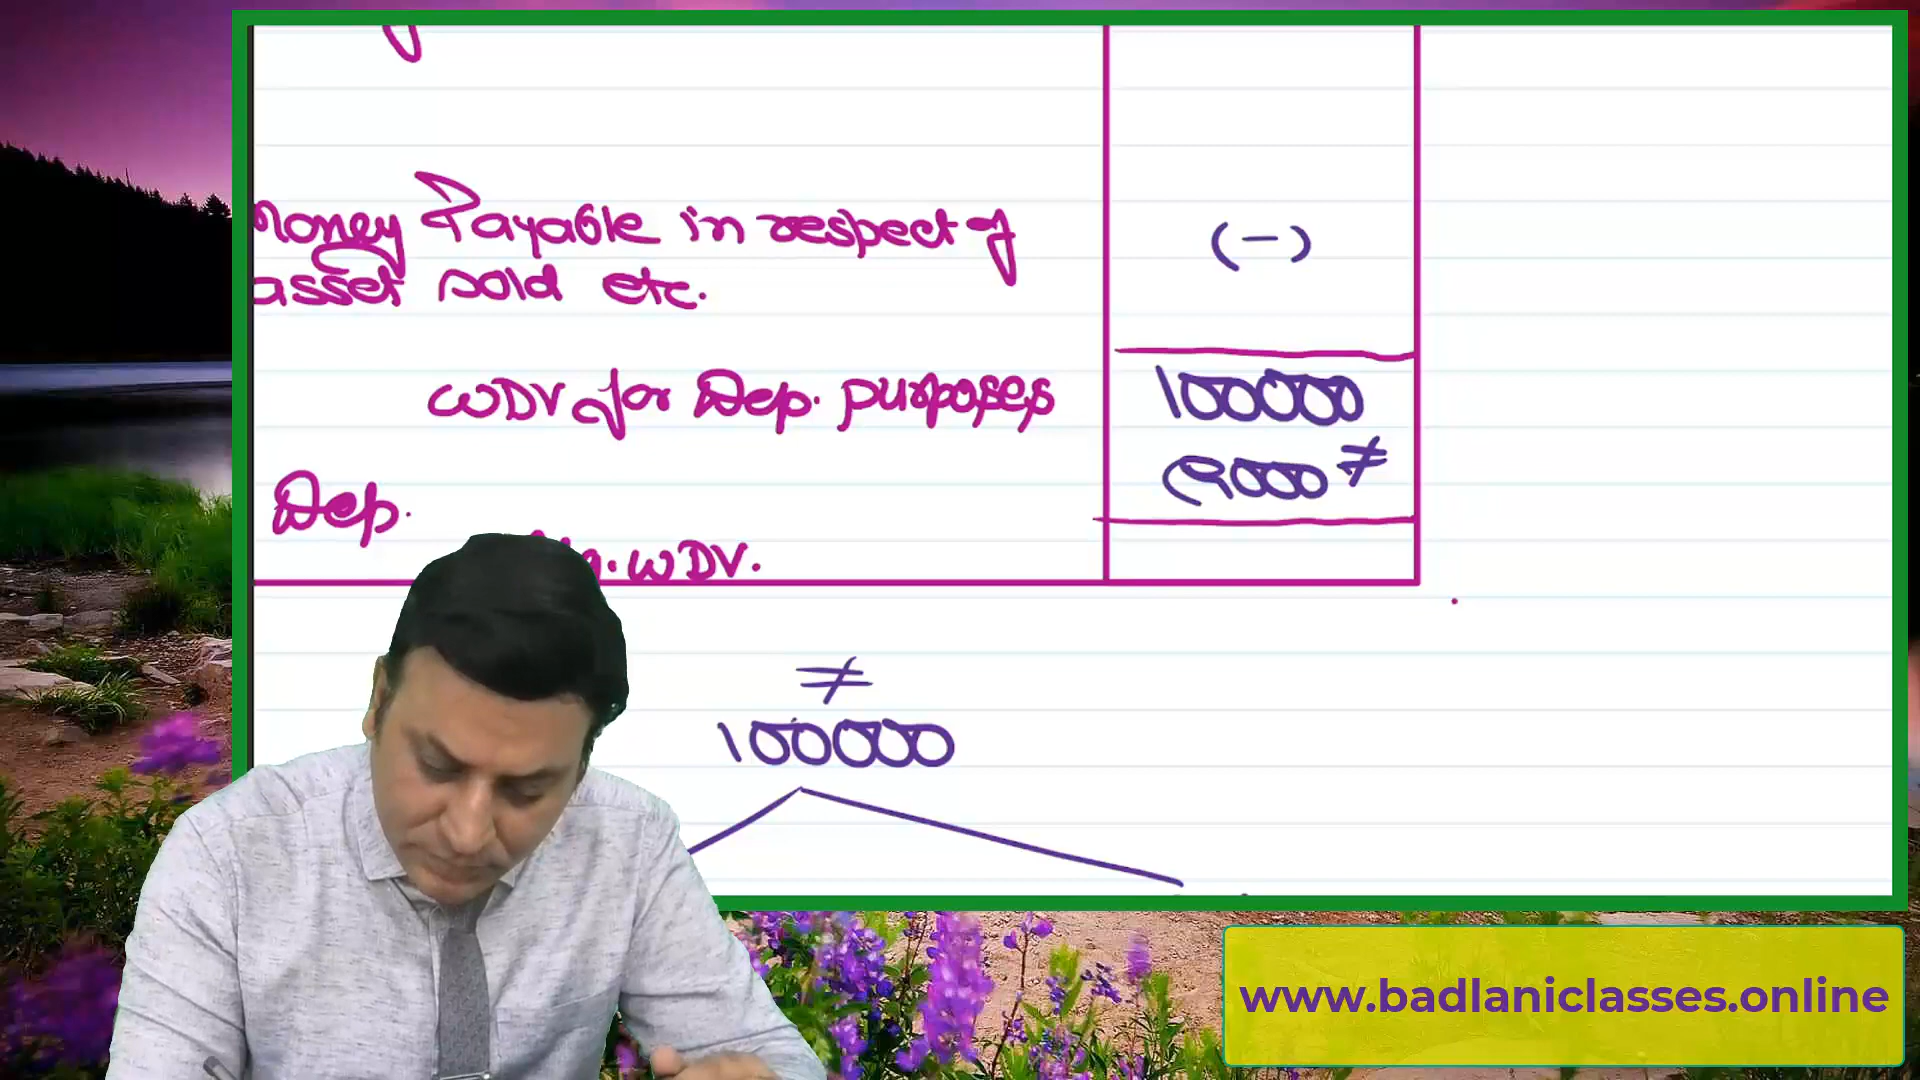 Money Payable in respect of
asset sold etc.
(-)
WDV for Dep. purposes
100000
Dep.
9000 ≠
WDV.
≠
100000
www.badlaniclasses.online